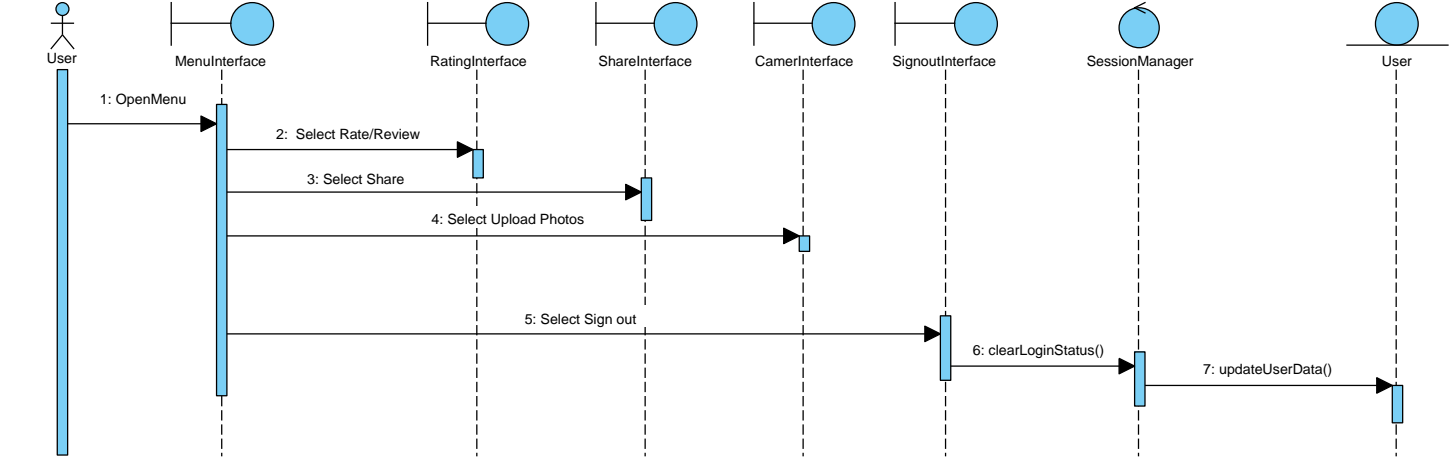 User
MenuInterface
RatingInterface
ShareInterface
CamerInterface
SignoutInterface
SessionManager
User
1: OpenMenu
2: Select Rate/Review
3: Select Share
4: Select Upload Photos
5: Select Sign out
6: clearLoginStatus()
7: updateUserData()